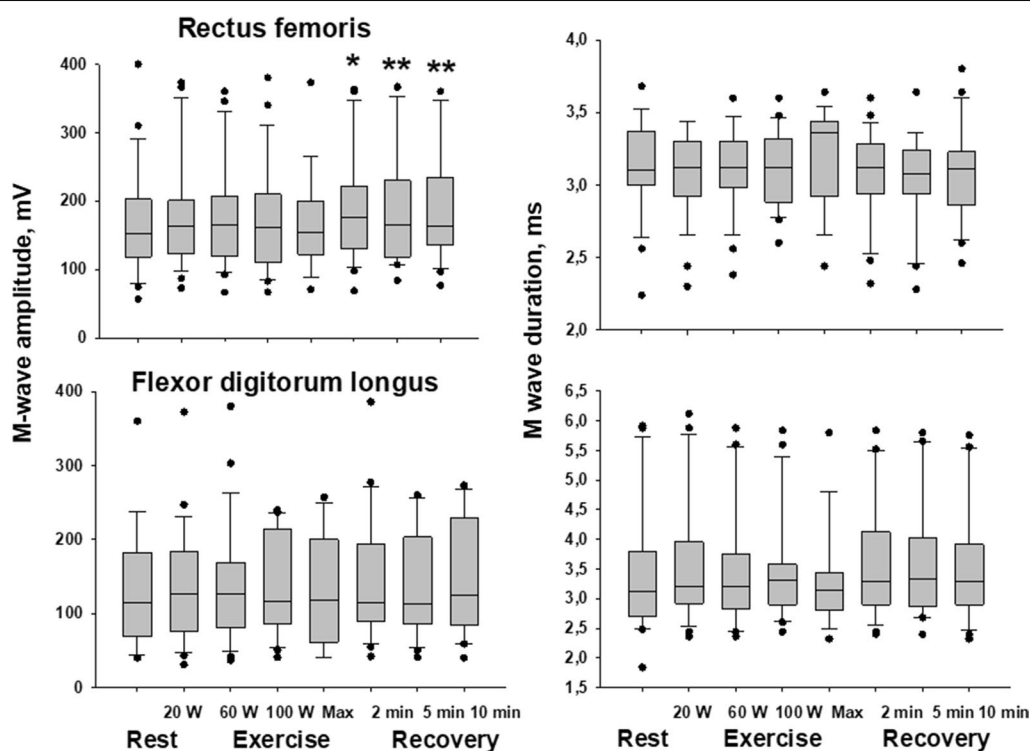 Rectus femoris
* ** **
M-wave amplitude, mV
400
300
200
100
0
M wave duration, ms
4,0
3,5
3,0
2,5
2,0
Flexor digitorum longus
400
300
200
100
0
6,5
6,0
5,5
5,0
4,5
4,0
3,5
3,0
2,5
2,0
1,5
20 W 60 W 100 W Max 2 min 5 min 10 min
Rest Exercise Recovery
20 W 60 W 100 W Max 2 min 5 min 10 min
Rest Exercise Recovery